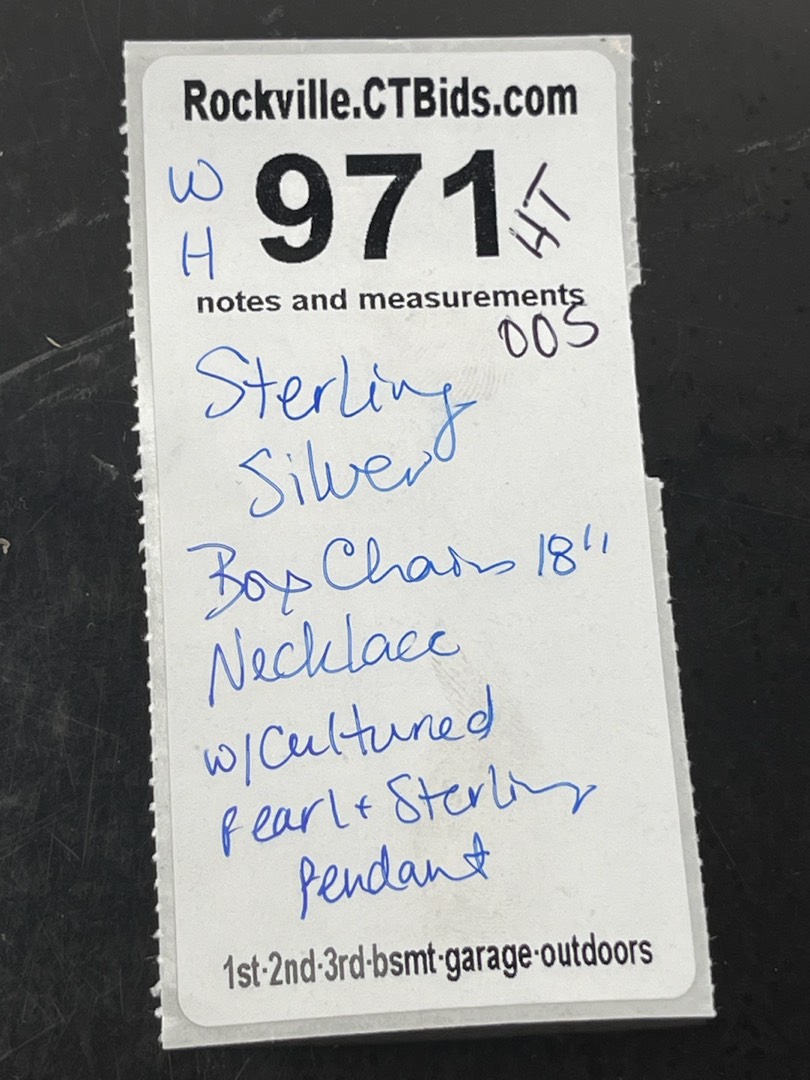 Rockville.CTBids.com
W 971 HT
H
notes and measurements
005
Sterling
Silver
Box Chain 18"
Necklace
w/Cultured
Pearl + Sterling
Pendant
1st·2nd·3rd·bsmt·garage·outdoors